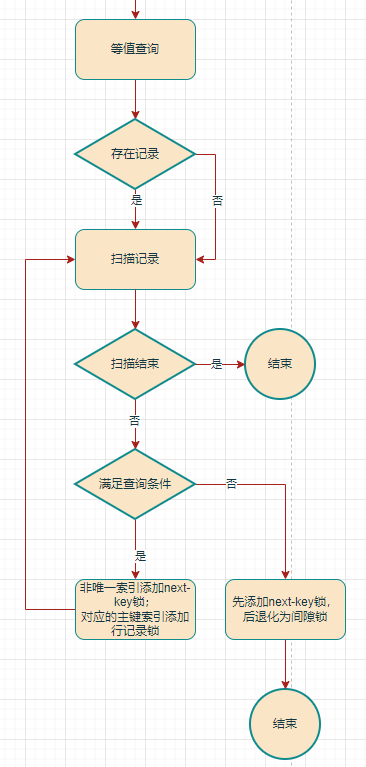 等值查询
存在记录
是
否
扫描记录
扫描结束
是
结束
否
满足查询条件
否
是
非唯一索引添加next-
key锁；
对应的主键索引添加
行记录锁
先添加next-key锁，
后退化为间隙锁
结束